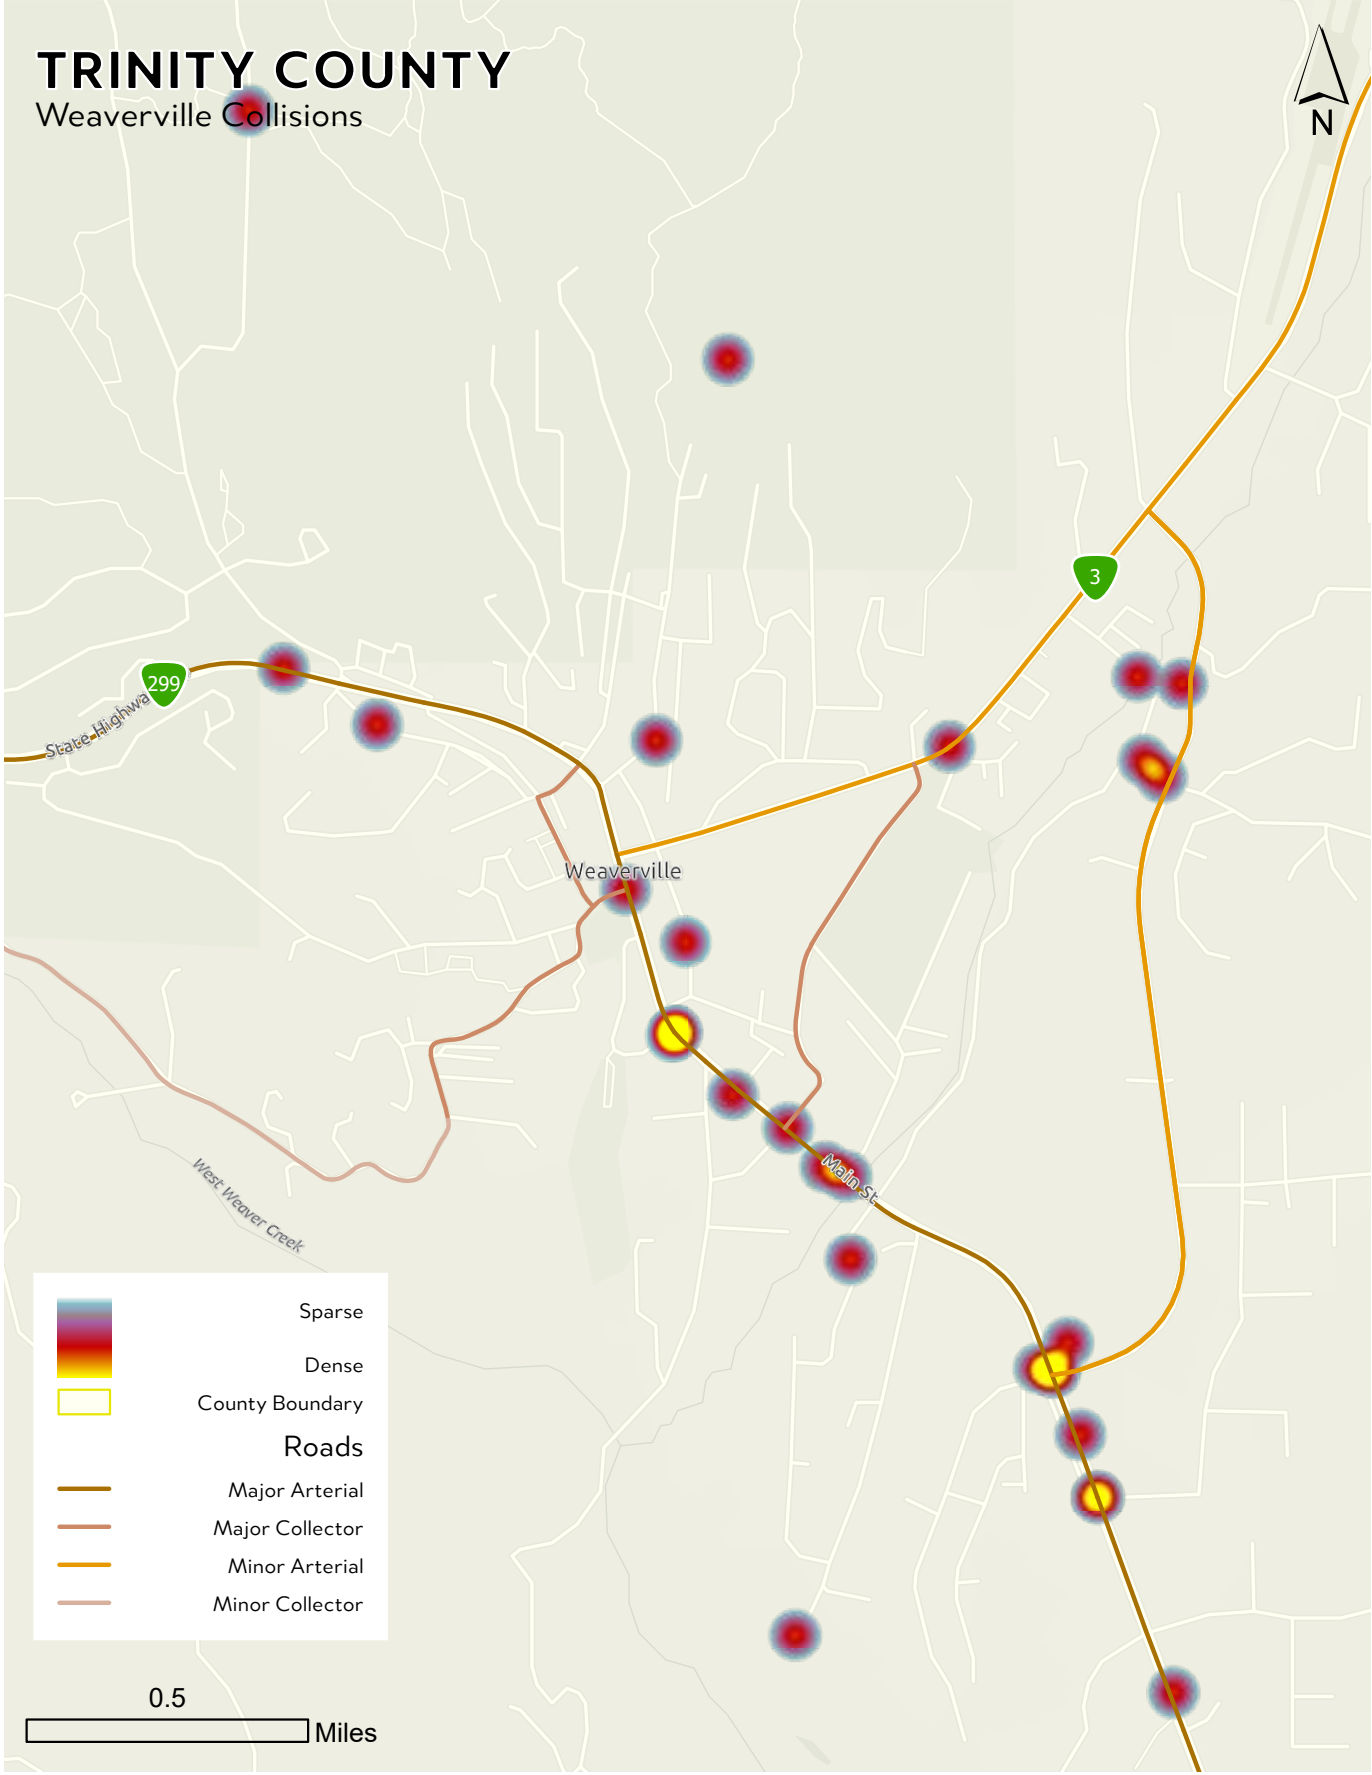 TRINITY COUNTY
Weaverville Collisions
N
3
299
State Highwa
Weaverville
Main St
West Weaver Creek
Sparse
Dense
County Boundary
Roads
Major Arterial
Major Collector
Minor Arterial
Minor Collector
0.5
Miles